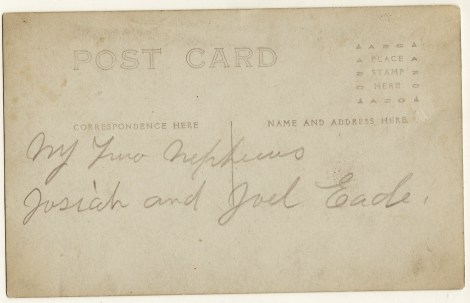 POST CARD
PLACE
STAMP
HERE
CORRESPONDENCE HERE
NAME AND ADDRESS HERE
My Two Nephews
Josiah and Joel Eade.